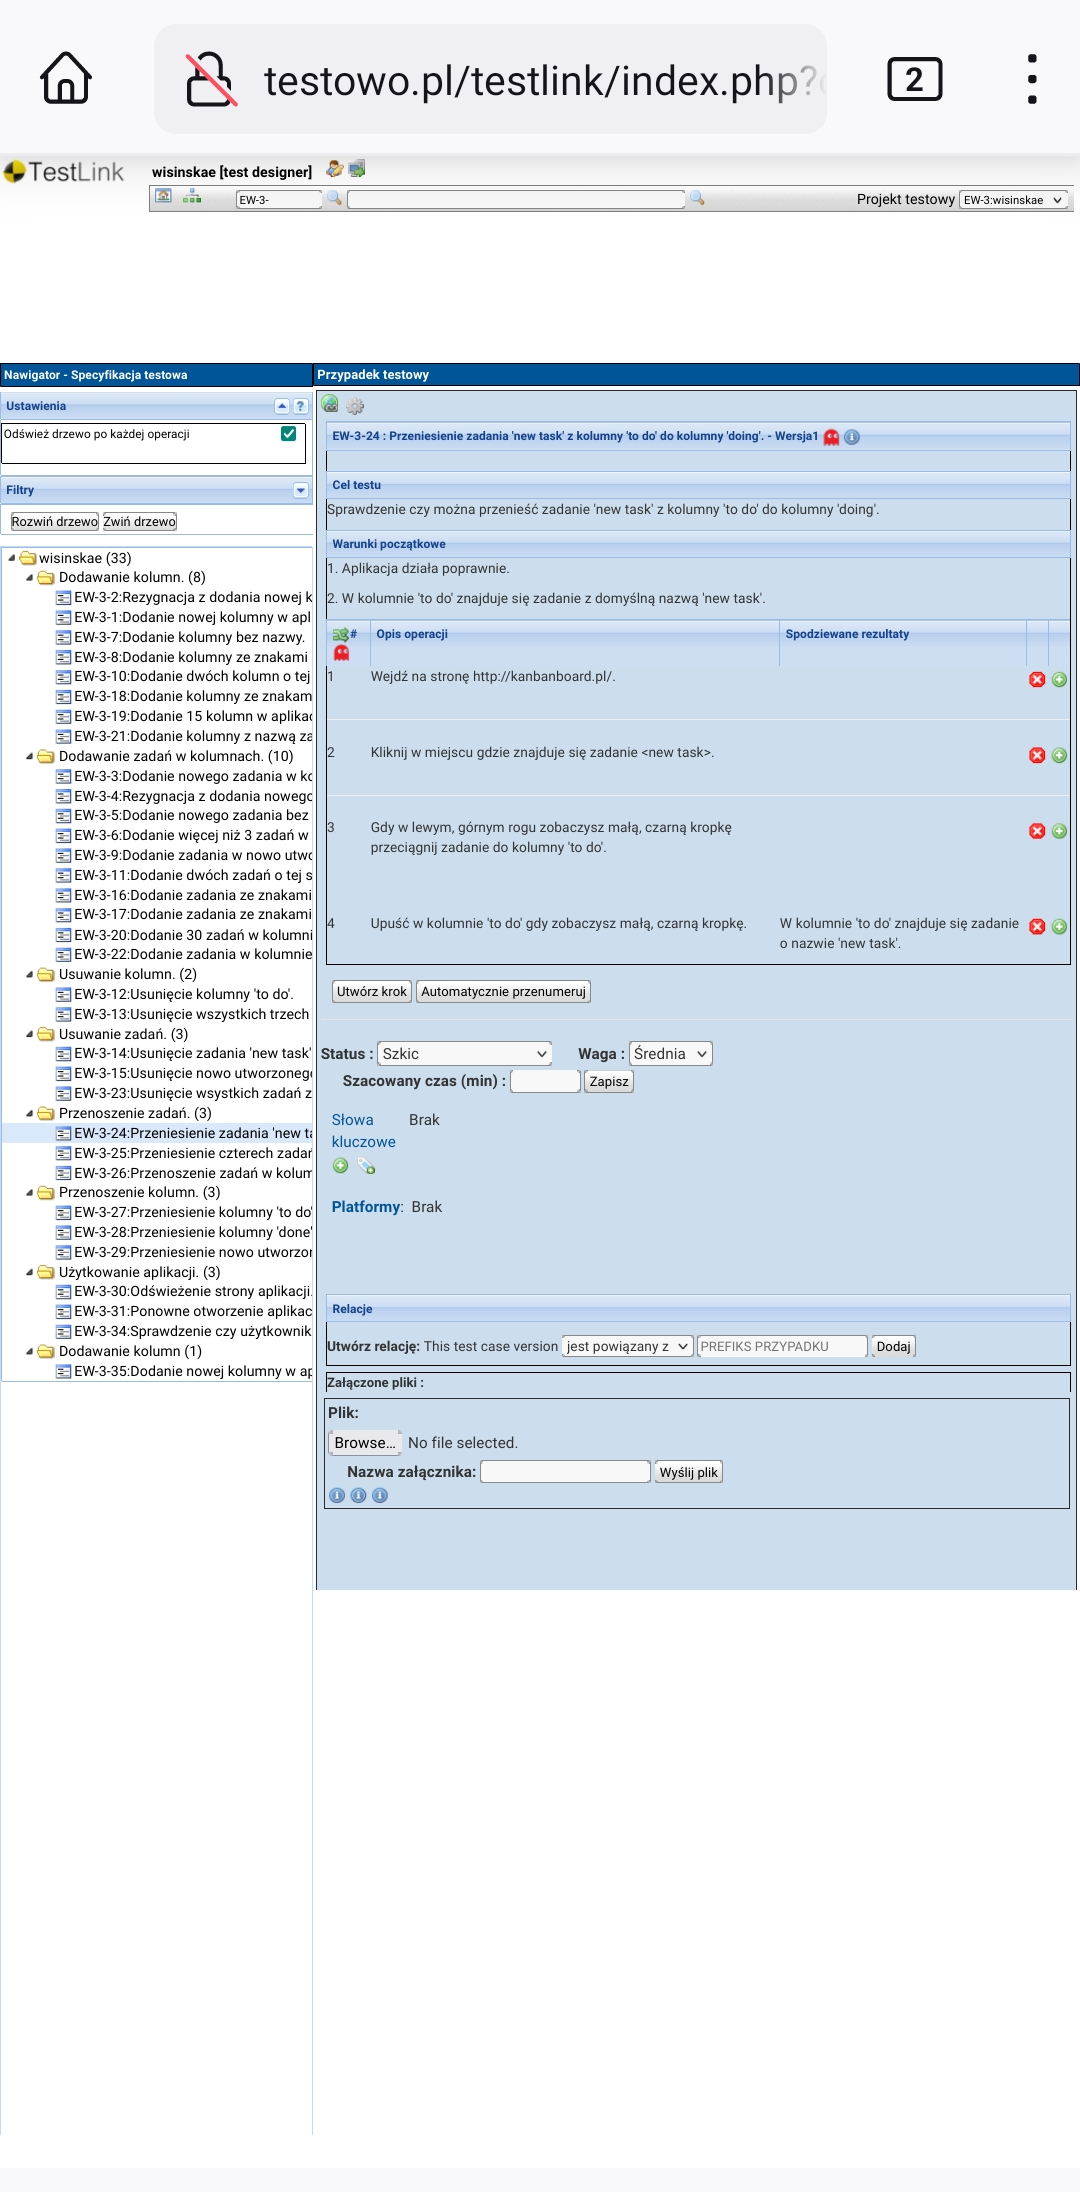 testowo.pl/testlink/index.php?
2
TestLink
wisinskae [test designer]
EW-3-
Projekt testowy EW-3:wisinskae
Nawigator - Specyfikacja testowa
Ustawienia
?
Odśwież drzewo po każdej operacji
Filtry
Rozwiń drzewo Zwiń drzewo
wisinskae (33)
Dodawanie kolumn. (8)
EW-3-2:Rezygnacja z dodania nowej k
EW-3-1:Dodanie nowej kolumny w apl
EW-3-7:Dodanie kolumny bez nazwy.
EW-3-8:Dodanie kolumny ze znakami
EW-3-10:Dodanie dwóch kolumn o tej
EW-3-18:Dodanie kolumny ze znakam
EW-3-19:Dodanie 15 kolumn w aplikac
EW-3-21:Dodanie kolumny z nazwą za
Dodawanie zadań w kolumnach. (10)
EW-3-3:Dodanie nowego zadania w ko
EW-3-4:Rezygnacja z dodania nowego
EW-3-5:Dodanie nowego zadania bez
EW-3-6:Dodanie więcej niż 3 zadań w
EW-3-9:Dodanie zadania w nowo utwo
EW-3-11:Dodanie dwóch zadań o tej s
EW-3-16:Dodanie zadania ze znakami
EW-3-17:Dodanie zadania ze znakami
EW-3-20:Dodanie 30 zadań w kolumni
EW-3-22:Dodanie zadania w kolumnie
Usuwanie kolumn. (2)
EW-3-12:Usunięcie kolumny 'to do'.
EW-3-13:Usunięcie wszystkich trzech
Usuwanie zadań. (3)
EW-3-14:Usunięcie zadania 'new task'
EW-3-15:Usunięcie nowo utworzonego
EW-3-23:Usunięcie wsystkich zadań z
Przenoszenie zadań. (3)
EW-3-24:Przeniesienie zadania 'new ta
EW-3-25:Przeniesienie czterech zadań
EW-3-26:Przenoszenie zadań w kolum
Przenoszenie kolumn. (3)
EW-3-27:Przeniesienie kolumny 'to do'
EW-3-28:Przeniesienie kolumny 'done'
EW-3-29:Przeniesienie nowo utworzor
Użytkowanie aplikacji. (3)
EW-3-30:Odświeżenie strony aplikacji.
EW-3-31:Ponowne otworzenie aplikac
EW-3-34:Sprawdzenie czy użytkownik
Dodawanie kolumn (1)
EW-3-35:Dodanie nowej kolumny w ap
Przypadek testowy
EW-3-24 : Przeniesienie zadania 'new task' z kolumny 'to do' do kolumny 'doing'. - Wersja1
Cel testu
Sprawdzenie czy można przenieść zadanie 'new task' z kolumny 'to do' do kolumny 'doing'.
Warunki początkowe
1. Aplikacja działa poprawnie.
2. W kolumnie 'to do' znajduje się zadanie z domyślną nazwą 'new task'.
# Opis operacji Spodziewane rezultaty
1 Wejdź na stronę http://kanbanboard.pl/.
2 Kliknij w miejscu gdzie znajduje się zadanie <new task>.
3 Gdy w lewym, górnym rogu zobaczysz małą, czarną kropkę
przeciągnij zadanie do kolumny 'to do'.
4 Upuść w kolumnie 'to do' gdy zobaczysz małą, czarną kropkę. W kolumnie 'to do' znajduje się zadanie
o nazwie 'new task'.
Utwórz krok Automatycznie przenumeruj
Status : Szkic Waga : Średnia
Szacowany czas (min) : Zapisz
Słowa Brak
kluczowe
Platformy: Brak
Relacje
Utwórz relację: This test case version jest powiązany z PREFIKS PRZYPADKU Dodaj
Załączone pliki :
Plik:
Browse... No file selected.
Nazwa załącznika: Wyślij plik